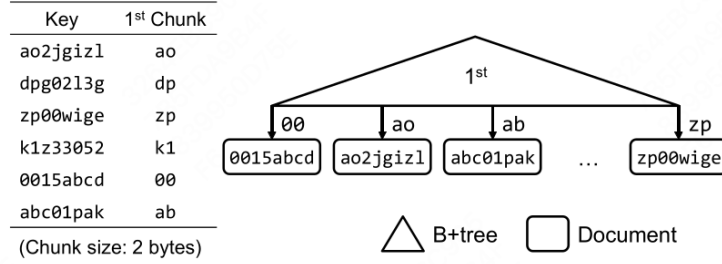 Key 1st Chunk
ao2jgizl ao
dpg02l3g dp
zp00wige zp
k1z33052 k1
0015abcd 00
abc01pak ab
(Chunk size: 2 bytes)
1st
00 ao ab zp
0015abcd ao2jgizl abc01pak ... zp00wige
B+tree Document